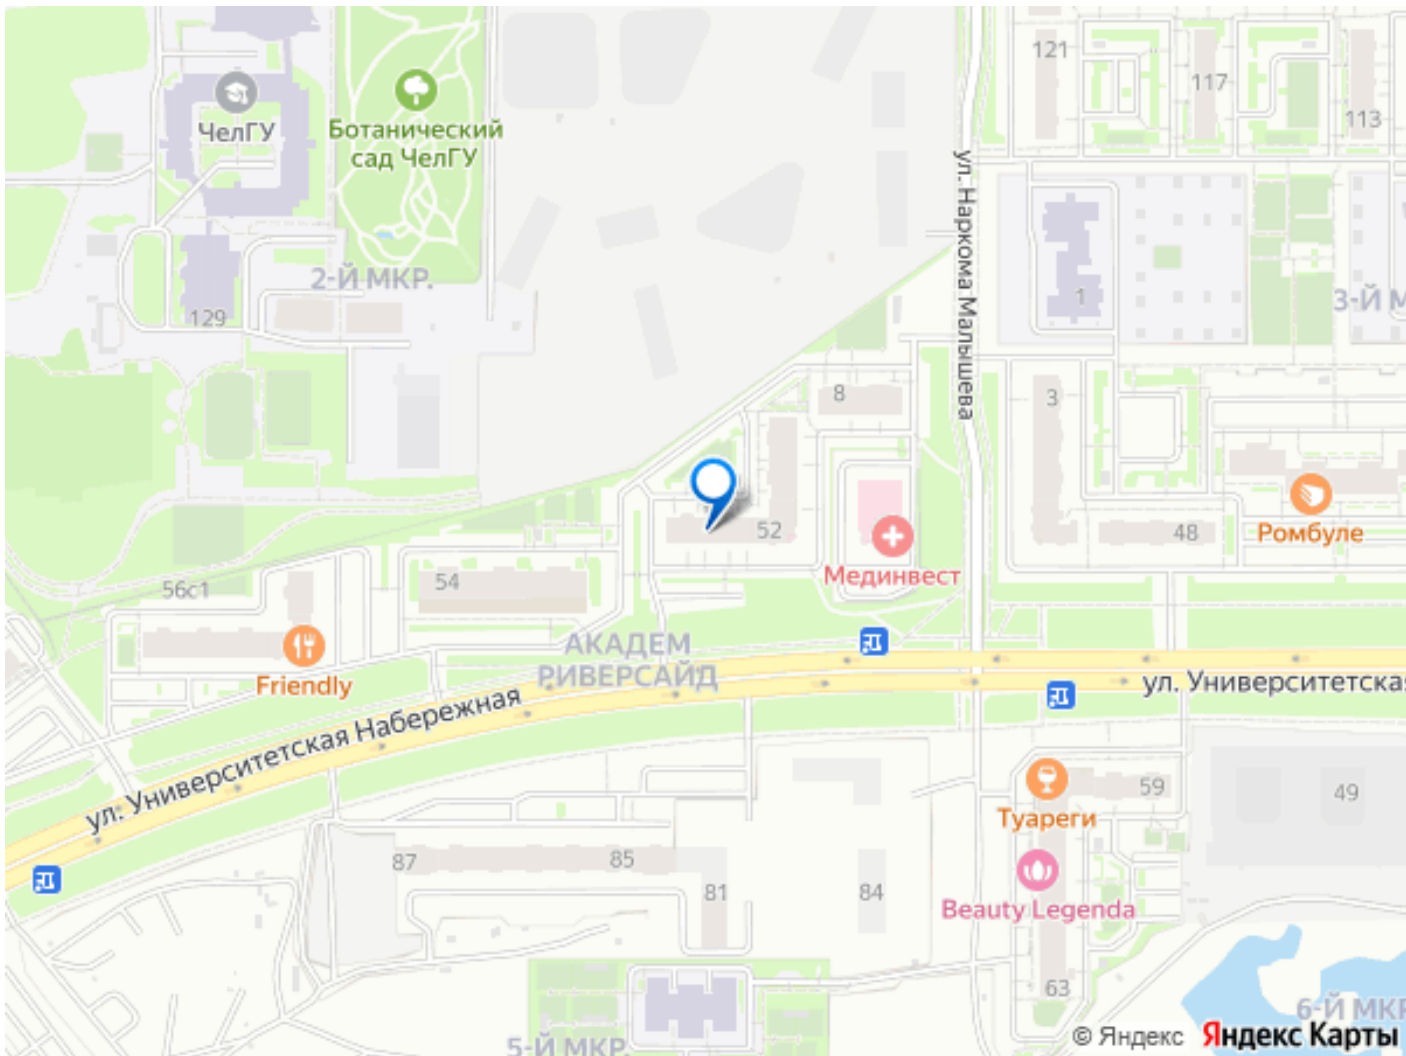 121
117
113
ЧелГУ
Ботанический
сад ЧелГУ
ул. Наркома Малышева
2-Й МКР.
129
1
3-Й М
8
3
52
48
Ромбуле
Мединвест
54
56с1
АКАДЕМ
РИВЕРСАЙД
Friendly
ул. Университетская Набережная
ул. Университетская
59
49
Туареги
87
85
81
84
Beauty Legenda
63
6-Й МКР
5-Й МКР.
© Яндекс Яндекс Карты